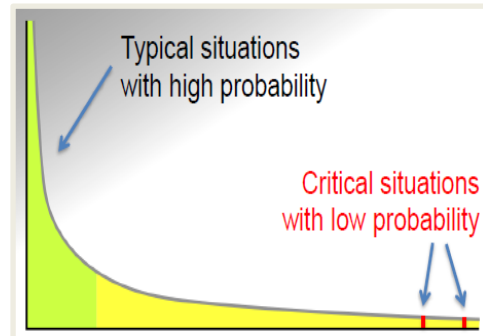 Typical situations
with high probability
Critical situations
with low probability